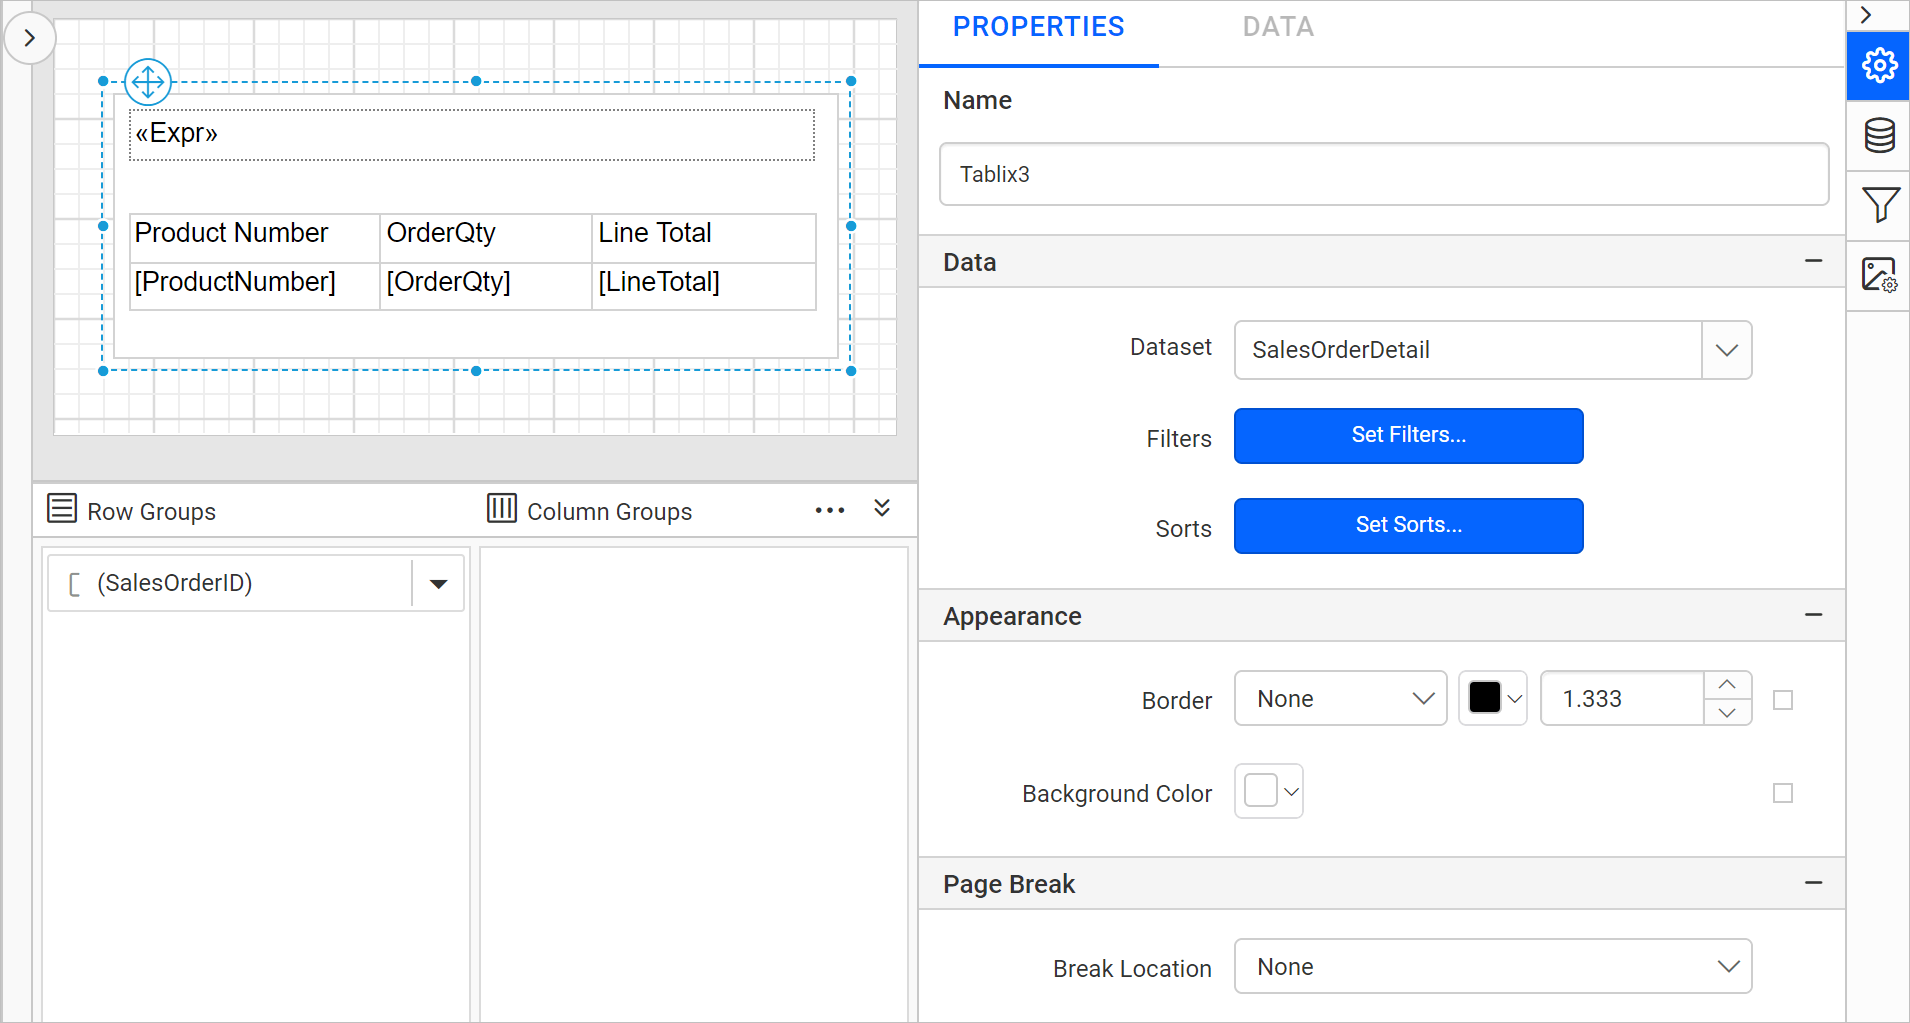 «Expr»
Product Number OrderQty Line Total
[ProductNumber] [OrderQty] [LineTotal]
Row Groups Column Groups
(SalesOrderID)
PROPERTIES DATA
Name
Tablix3
Data
Dataset SalesOrderDetail
Filters Set Filters...
Sorts Set Sorts...
Appearance
Border None 1.333
Background Color
Page Break
Break Location None